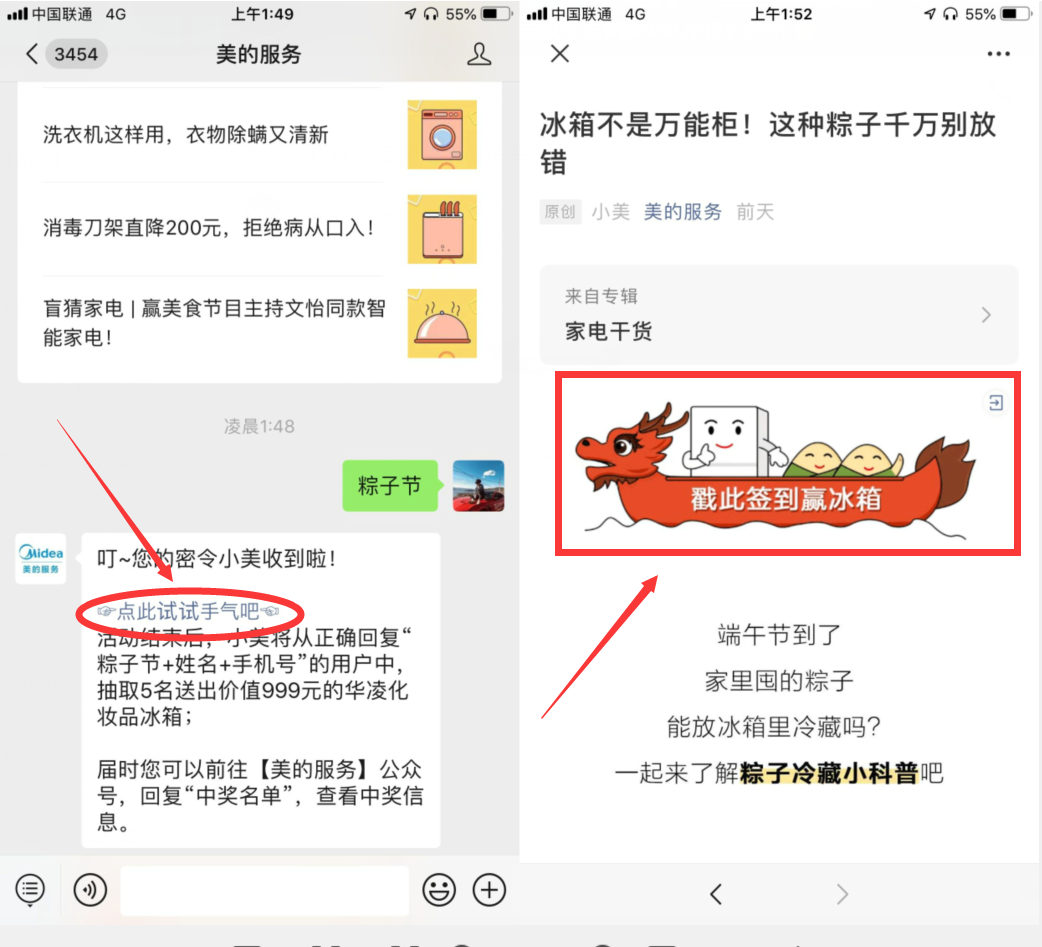 中国联通 4G
上午1:49
55%
3454
美的服务
洗衣机这样用，衣物除螨又清新
消毒刀架直降200元，拒绝病从口入！
盲猜家电 | 赢美食节目主持文怡同款智
能家电！
凌晨1:48
粽子节
Midea
美的服务
叮~您的密令小美收到啦！
👉点此试试手气吧👈
活动结束后，小美将从正确回复“
粽子节+姓名+手机号”的用户中，
抽取5名送出价值999元的华凌化
妆品冰箱；
届时您可以前往【美的服务】公众
号，回复“中奖名单”，查看中奖信
息。
中国联通 4G
上午1:52
55%
冰箱不是万能柜！这种粽子千万别放
错
原创 小美 美的服务 前天
来自专辑
家电干货
戳此签到赢冰箱
端午节到了
家里囤的粽子
能放冰箱里冷藏吗？
一起来了解粽子冷藏小科普吧